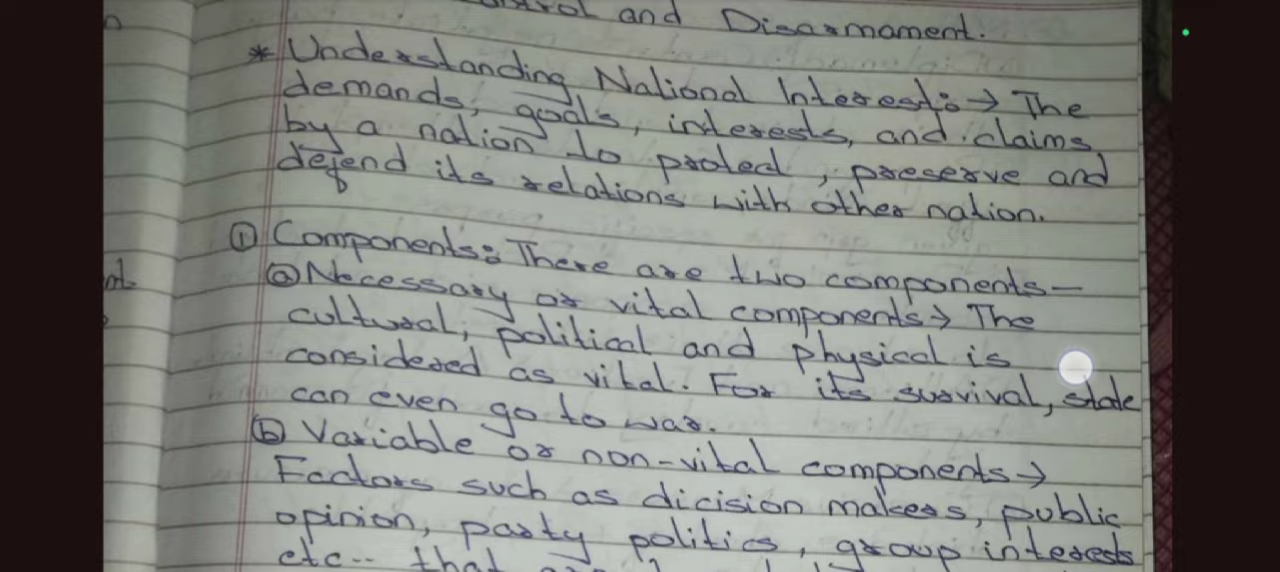 and Disarmament.
* Understanding National Interest:→ The
demands, goals, interests, and claims
by a nation to protect, preserve and
defend its relations with other nation.
① Components: There are two components-
ⓐ Necessary or vital components→ The
cultural, political and physical is
considered as vital. For its survival, state
can even go to war.
ⓑ Variable or non-vital components→
Factors such as dicision makers, public
opinion, party politics, group interests
etc.. that